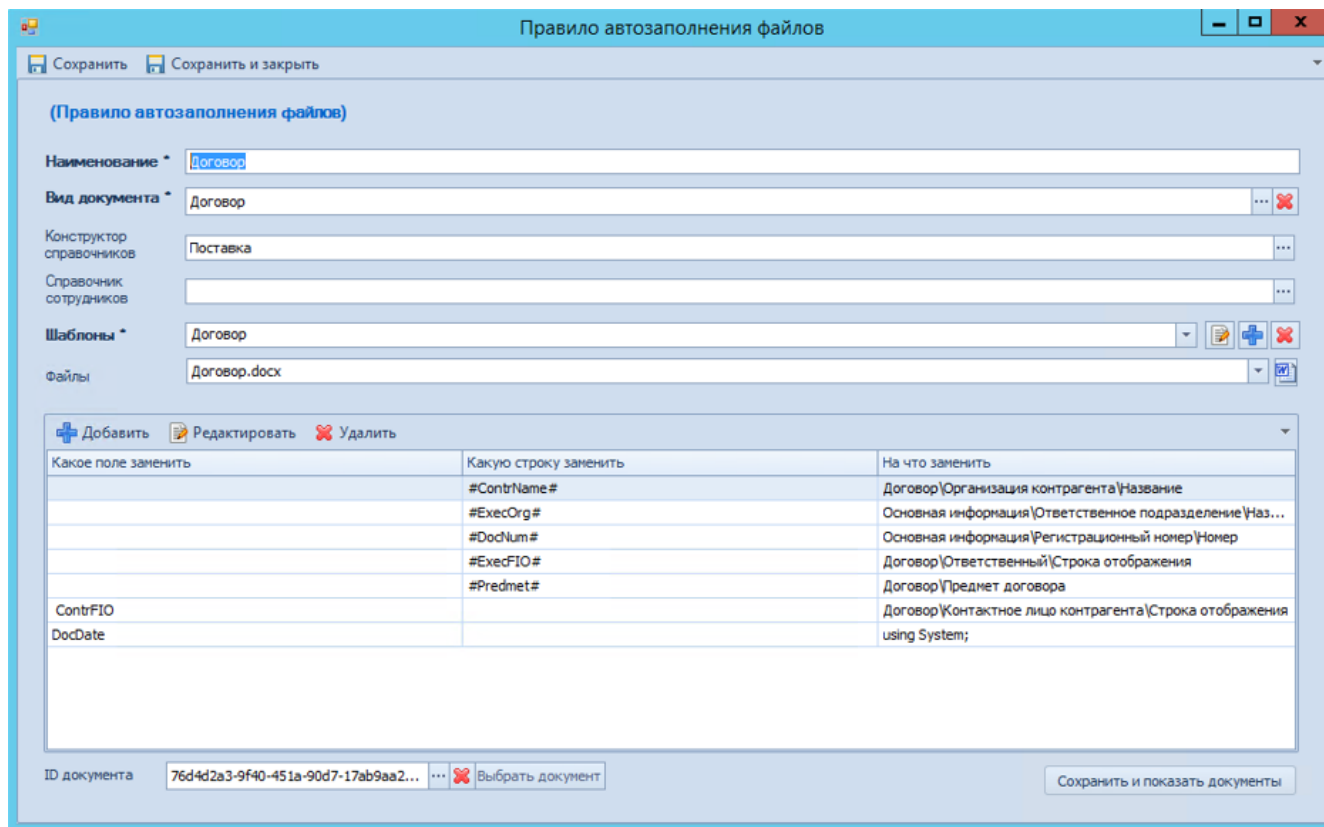 Правило автозаполнения файлов
Сохранить Сохранить и закрыть
(Правило автозаполнения файлов)
Наименование * Договор
Вид документа * Договор ...
Конструктор
справочников
Поставка ...
Справочник
сотрудников
...
Шаблоны * Договор
Файлы Договор.docx
Добавить Редактировать Удалить
Какое поле заменить Какую строку заменить На что заменить
#ContrName# Договор\Организация контрагента\Название
#ExecOrg# Основная информация\Ответственное подразделение\Наз...
#DocNum# Основная информация\Регистрационный номер\Номер
#ExecFIO# Договор\Ответственный\Строка отображения
#Predmet# Договор\Предмет договора
ContrFIO Договор\Контактное лицо контрагента\Строка отображения
DocDate using System;
ID документа 76d4d2a3-9f40-451a-90d7-17ab9aa2... ... Выбрать документ Сохранить и показать документы